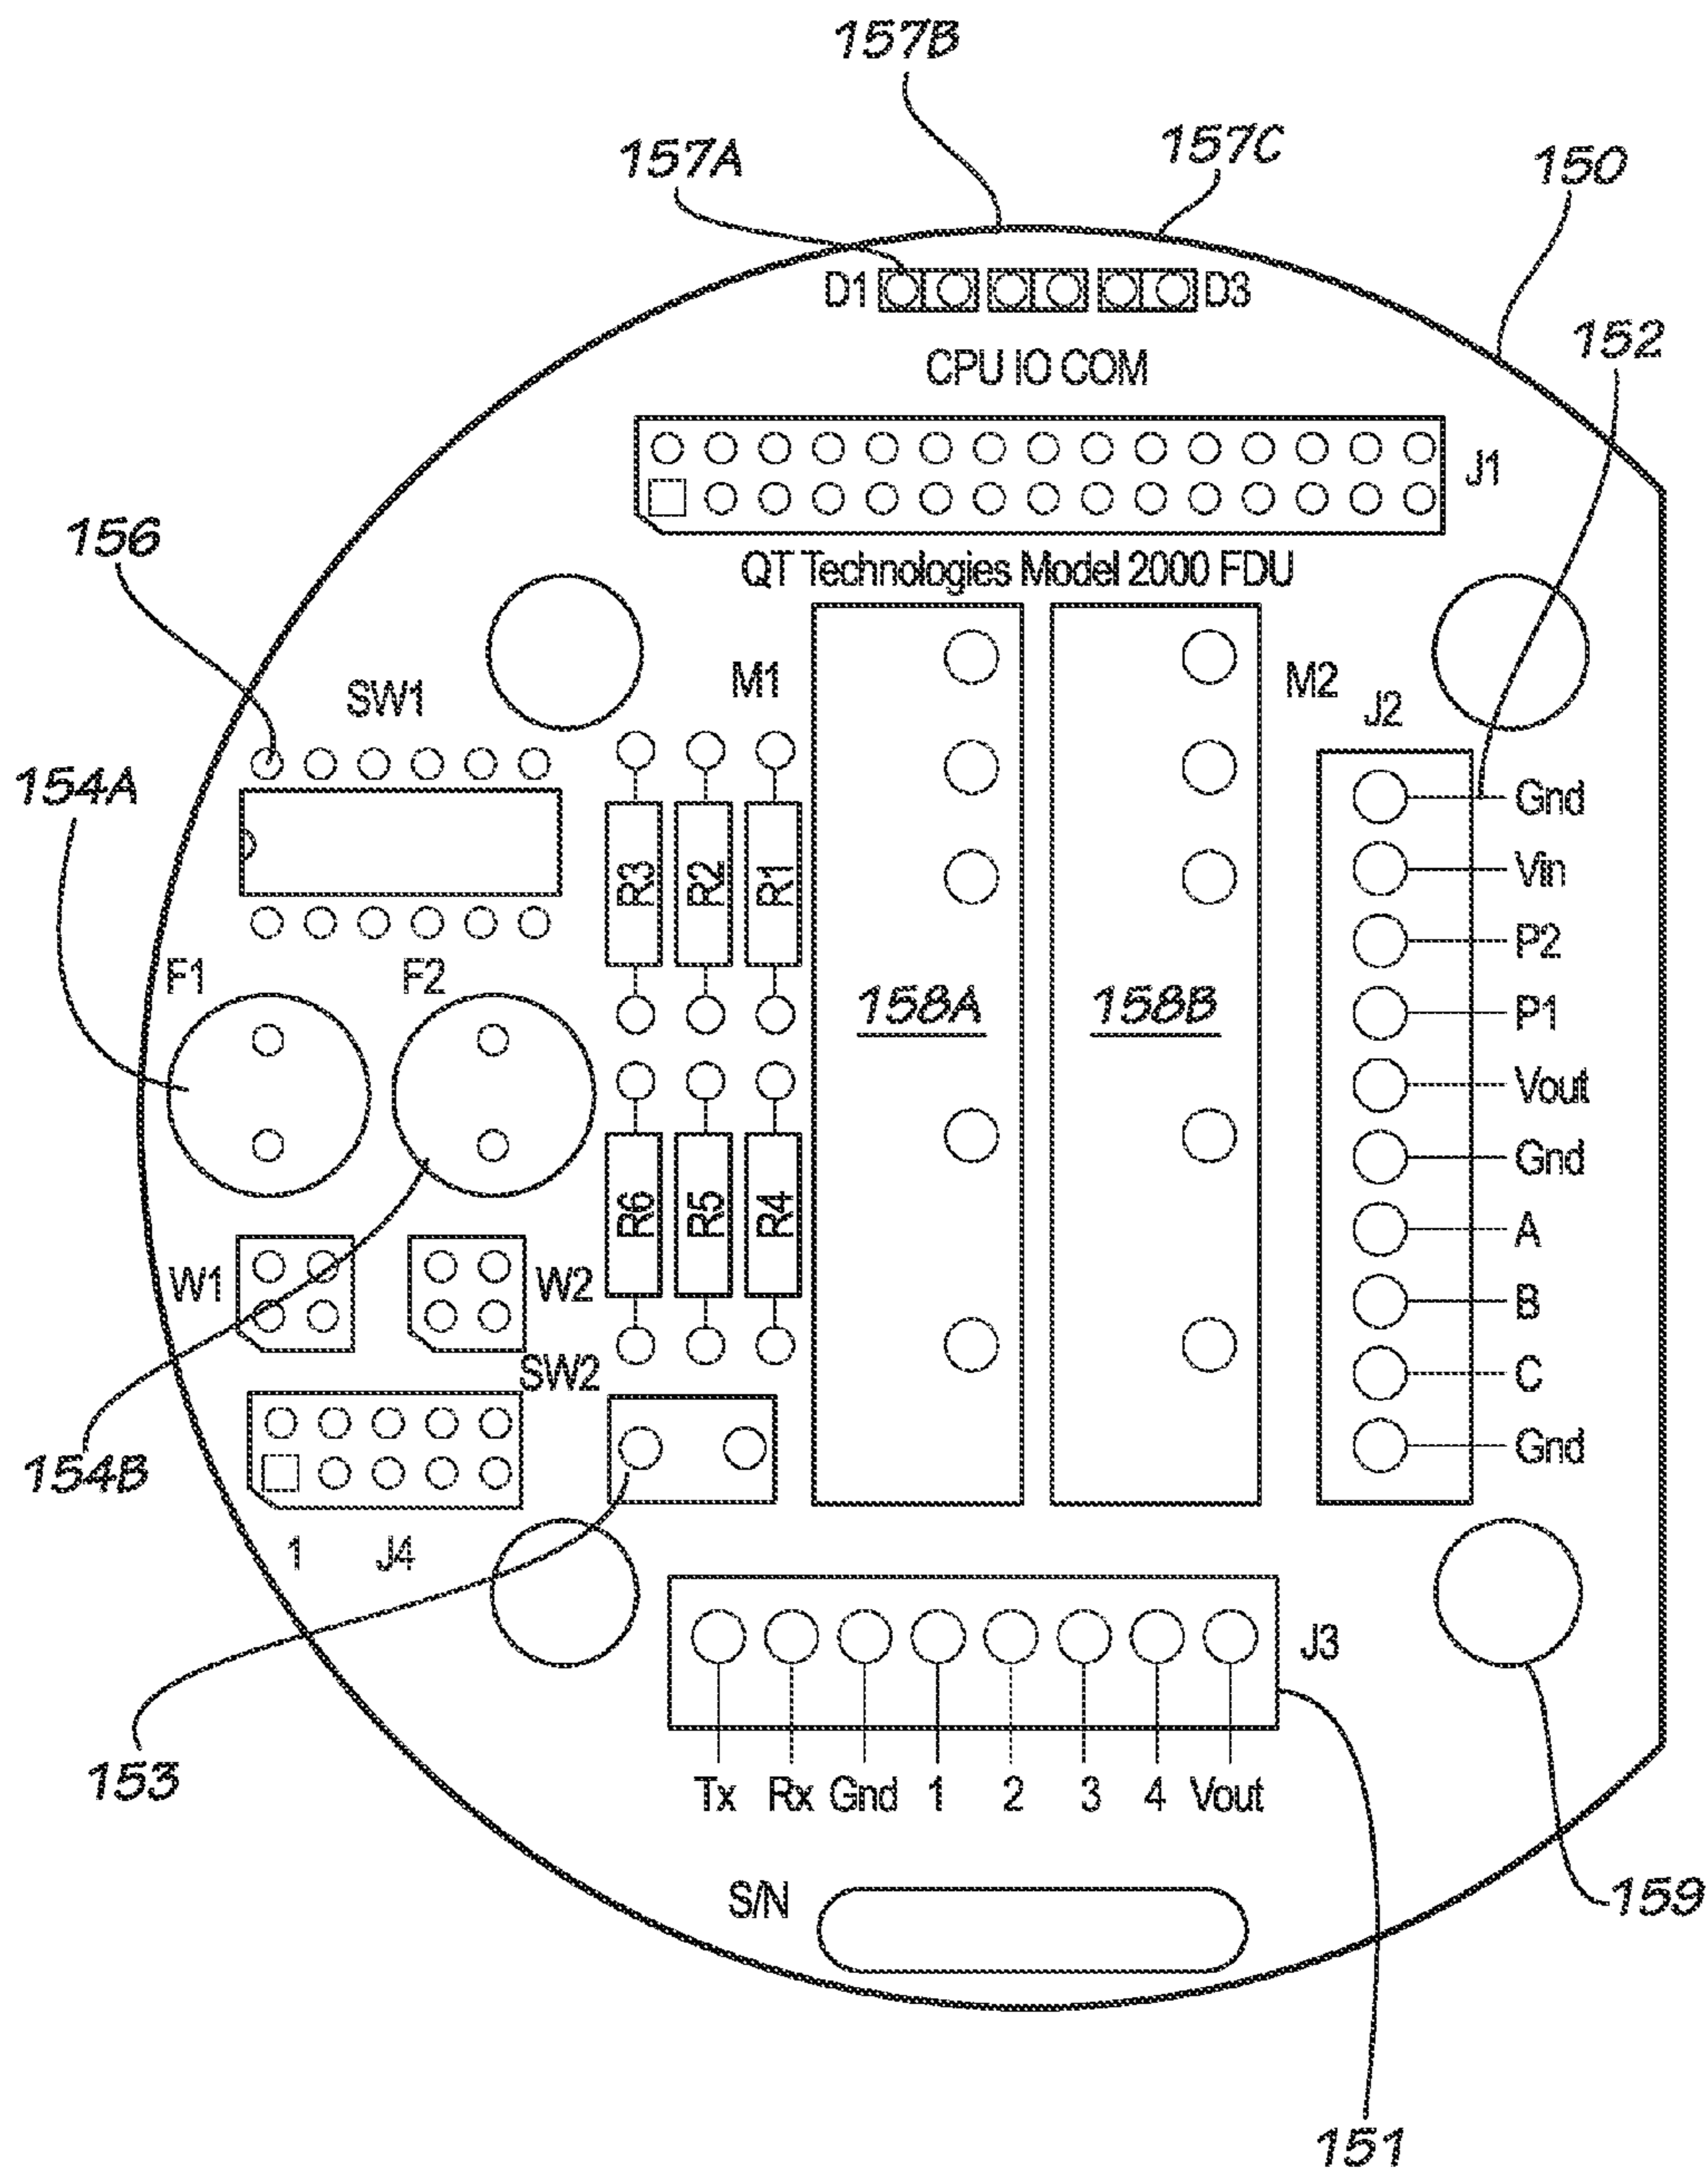 157B
157A
157C
150
D1
D3
152
CPU IO COM
J1
156
QT Technologies Model 2000 FDU
SW1
M1
M2
J2
154A
Gnd
Vin
P2
P1
Vout
Gnd
A
B
C
Gnd
R3 R2 R1
F1
F2
158A
158B
R6 R5 R4
W1
W2
SW2
154B
1
J4
J3
153
Tx Rx Gnd 1 2 3 4 Vout
S/N
159
151